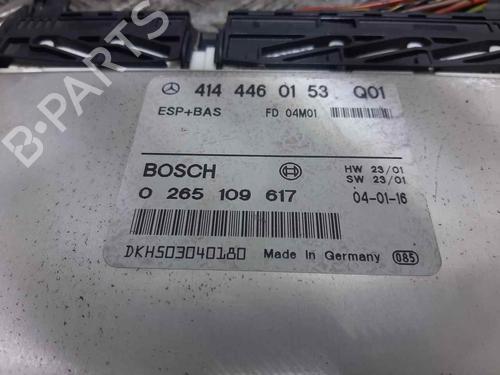 414 446 01 53 Q01
ESP+BAS FD 04M01
BOSCH HW 23/01
SW 23/01
0 265 109 617 04-01-16
DKHS03040180 Made in Germany 085
B-PARTS